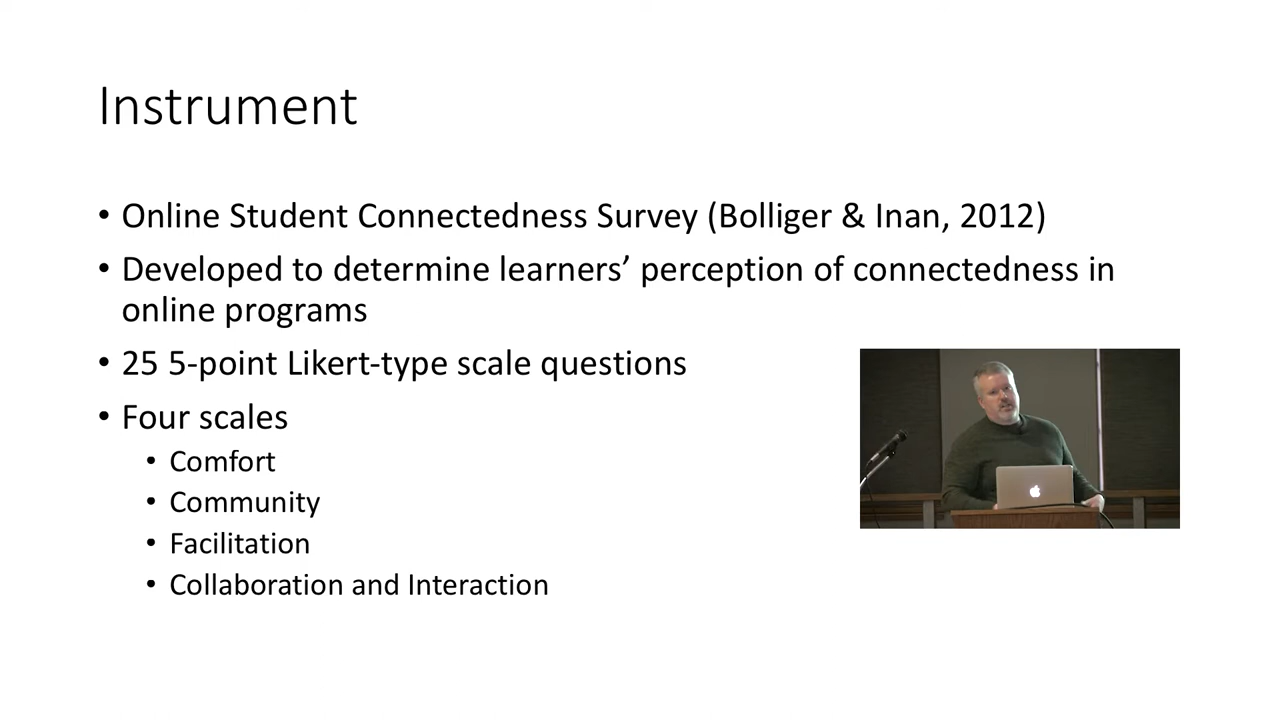 Instrument
• Online Student Connectedness Survey (Bolliger & Inan, 2012)
• Developed to determine learners’ perception of connectedness in
online programs
• 25 5-point Likert-type scale questions
• Four scales
• Comfort
• Community
• Facilitation
• Collaboration and Interaction